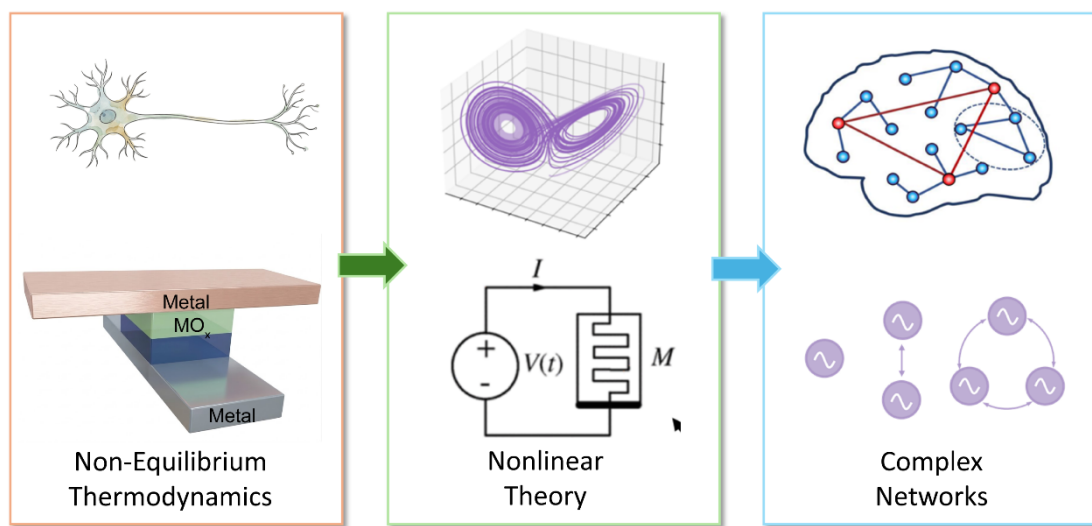 Metal
MOx
Metal
Non-Equilibrium
Thermodynamics
I
+
V(t)
-
M
Nonlinear
Theory
Complex
Networks